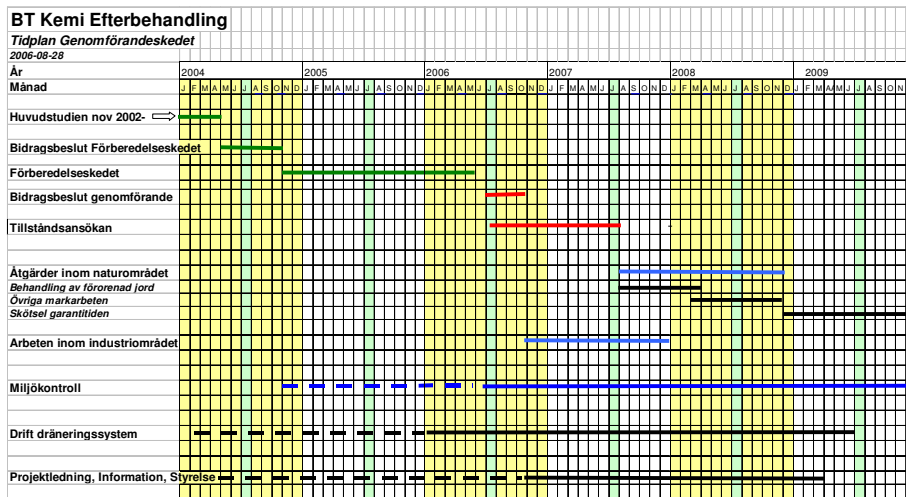 BT Kemi Efterbehandling
Tidplan Genomförandeskedet
2006-08-28
År 2004 2005 2006 2007 2008 2009
Månad J F M A M J J A S O N D J F M A M J J A S O N D J F M A M J J A S O N D J F M A M J J A S O N D J F M A M J J A S O N D J F M A M J J A S O N
Huvudstudien nov 2002-
Bidragsbeslut Förberedelseskedet
Förberedelseskedet
Bidragsbeslut genomförande
Tillståndsansökan
Åtgärder inom naturområdet
Behandling av förorenad jord
Övriga markarbeten
Skötsel garantitiden
Arbeten inom industriområdet
Miljökontroll
Drift dräneringssystem
Projektledning, Information, Styrelse